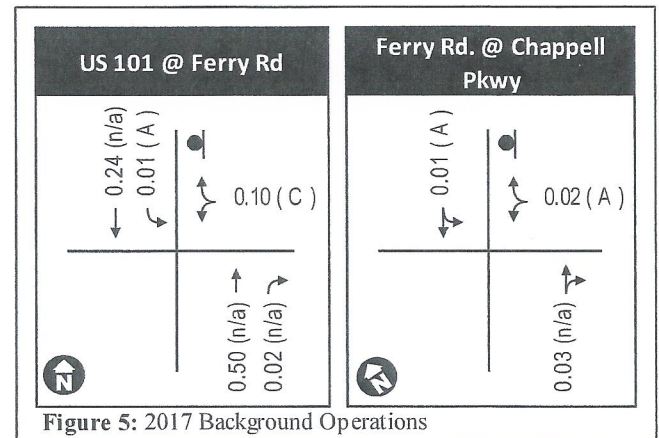 US 101 @ Ferry Rd
0.24 (n/a)
0.01 ( A )
0.10 ( C )
0.50 (n/a)
0.02 (n/a)
N
Ferry Rd. @ Chappell
Pkwy
0.01 ( A )
0.02 ( A )
0.03 (n/a)
N
Figure 5: 2017 Background Operations